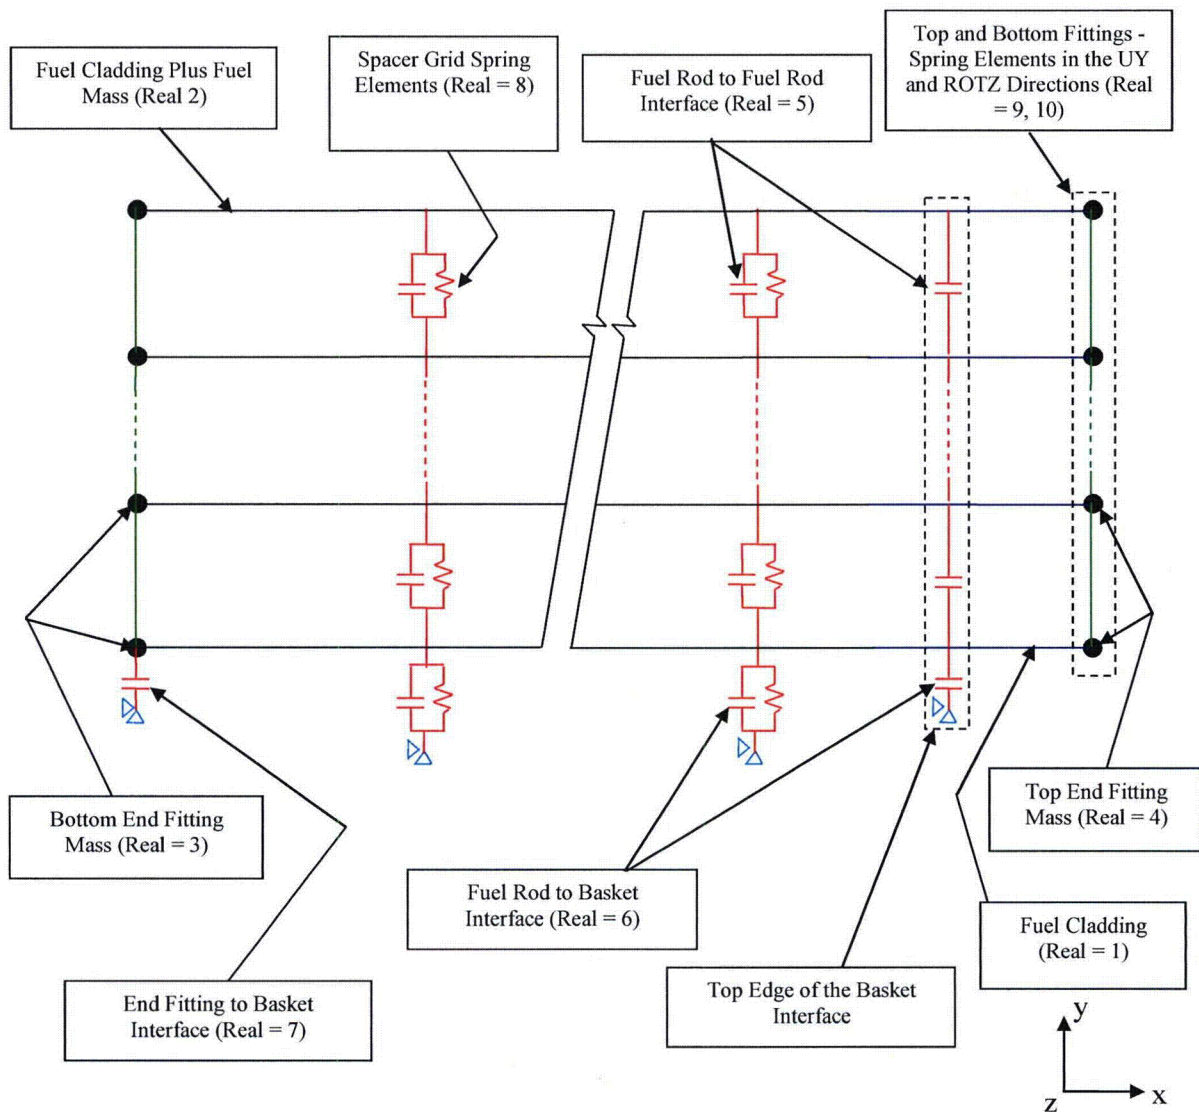 Fuel Cladding Plus Fuel
Mass (Real 2)
Spacer Grid Spring
Elements (Real = 8)
Fuel Rod to Fuel Rod
Interface (Real = 5)
Top and Bottom Fittings -
Spring Elements in the UY
and ROTZ Directions (Real
= 9, 10)
Bottom End Fitting
Mass (Real = 3)
Top End Fitting
Mass (Real = 4)
Fuel Rod to Basket
Interface (Real = 6)
Fuel Cladding
(Real = 1)
End Fitting to Basket
Interface (Real = 7)
Top Edge of the Basket
Interface
y
z
x